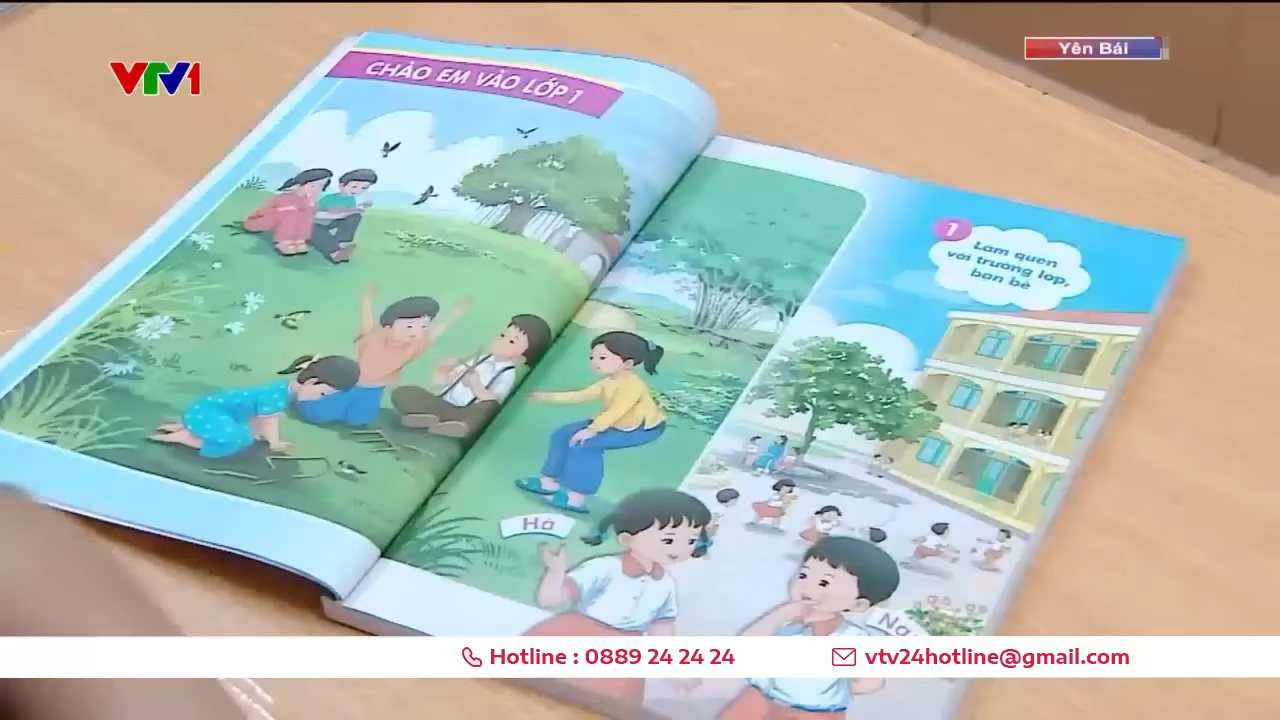 VTV1
Yên Bái
CHÀO EM VÀO LỚP 1
1
Làm quen
với trường lớp,
bạn bè
Hà
Hotline : 0889 24 24 24
vtv24hotline@gmail.com